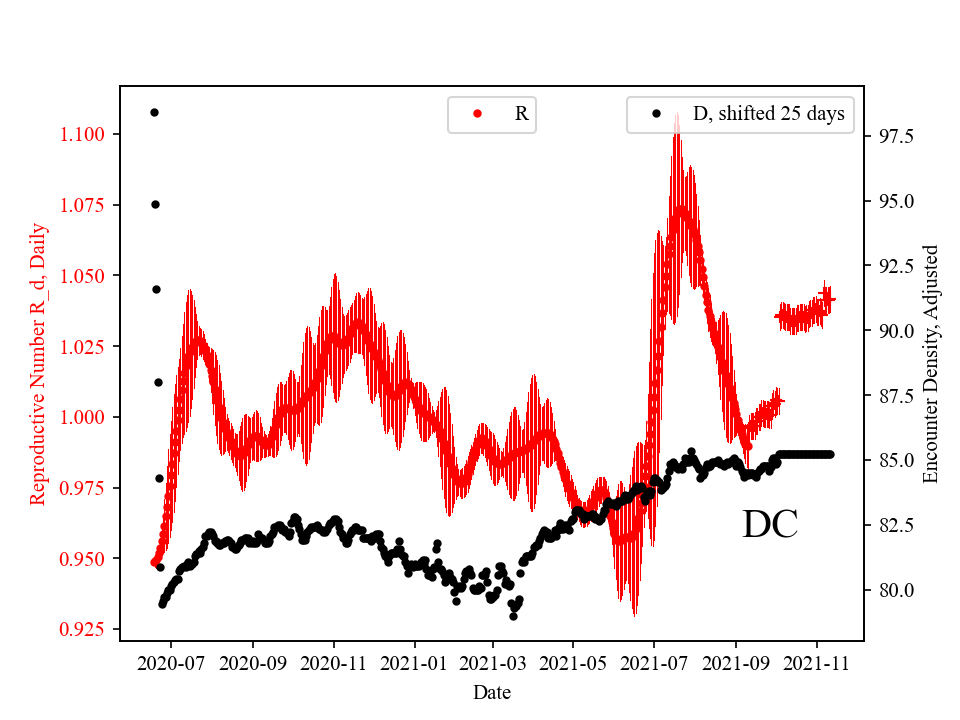 R
D, shifted 25 days
1.100
1.075
1.050
1.025
1.000
0.975
0.950
0.925
Reproductive Number R_d, Daily
97.5
95.0
92.5
90.0
87.5
85.0
82.5
80.0
Encounter Density, Adjusted
DC
2020-07 2020-09 2020-11 2021-01 2021-03 2021-05 2021-07 2021-09 2021-11
Date